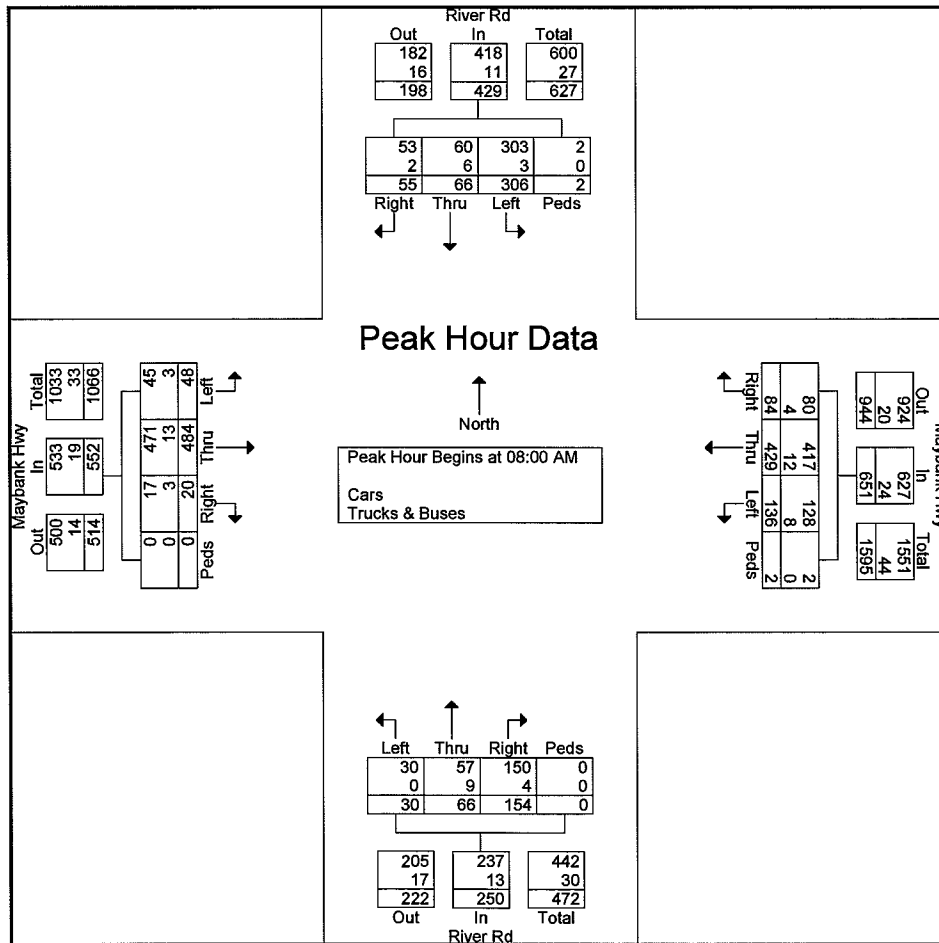 River Rd
Out In Total
182 418 600
16 11 27
198 429 627
53 60 303 2
2 6 3 0
55 66 306 2
Right Thru Left Peds
Peak Hour Data
North
Peak Hour Begins at 08:00 AM
Cars
Trucks & Buses
Maybank Hwy
Out In Total
500 533 1033
14 19 33
514 552 1066
Peds Right Thru Left
0 17 471 45
0 3 13 3
0 20 484 48
Maybank Hwy
Out In Total
924 627 1551
20 24 44
944 651 1595
80 417 128 2
4 12 8 0
84 429 136 2
Right Thru Left Peds
Left Thru Right Peds
30 57 150 0
0 9 4 0
30 66 154 0
205 237 442
17 13 30
222 250 472
Out In Total
River Rd